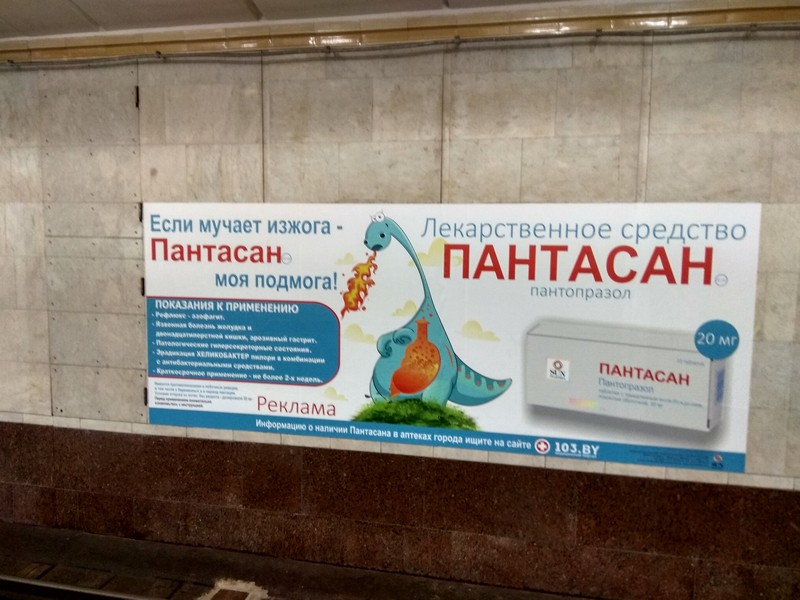 Если мучает изжога -
Пантасан
моя подмога!
ПОКАЗАНИЯ К ПРИМЕНЕНИЮ
- Рефлюкс - эзофагит.
- Язвенная болезнь желудка и
двенадцатиперстной кишки, эрозивный гастрит.
- Патологические гиперсекреторные состояния.
- Эрадикация ХЕЛИКОБАКТЕР пилори в комбинации
с антибактериальными средствами.
- Краткосрочное применение - не более 2-х недель.
Реклама
Лекарственное средство
ПАНТАСАН
пантопразол
20 мг
SUN
ПАНТАСАН
Пантопразол
Информацию о наличии Пантасана в аптеках города ищите на сайте 103.BY